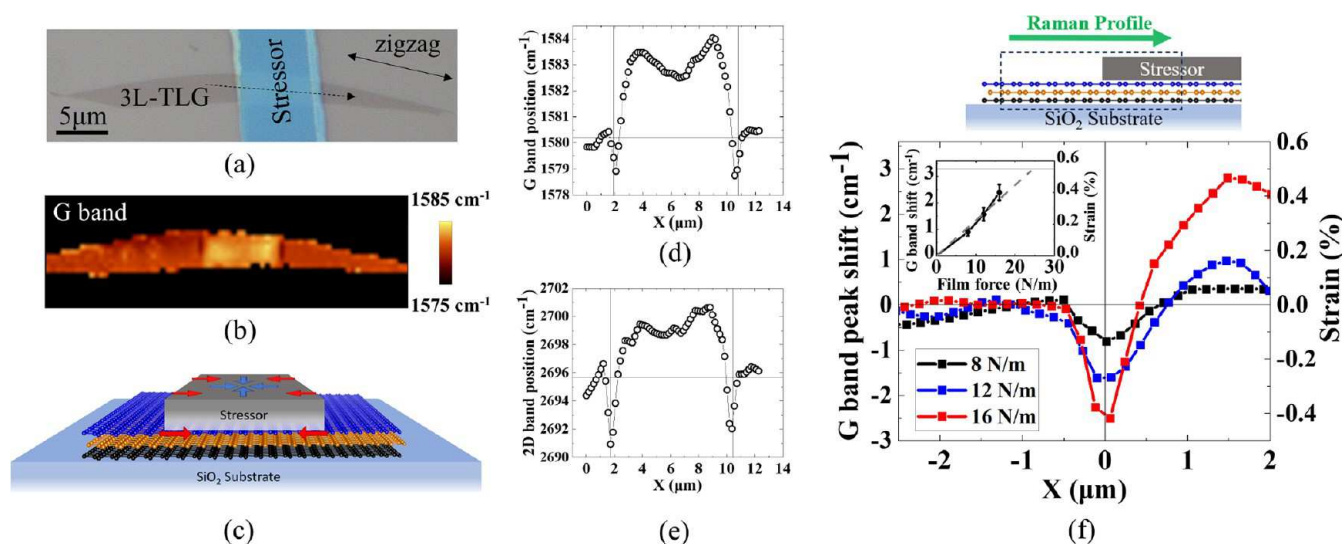 zigzag
Stressor
3L-TLG
5μm
(a)
G band
1585 cm⁻¹
1575 cm⁻¹
(b)
Stressor
SiO₂ Substrate
(c)
G band position (cm⁻¹)
1584
1583
1582
1581
1580
1579
1578
0 2 4 6 8 10 12 14
X (μm)
(d)
2D band position (cm⁻¹)
2702
2700
2698
2696
2694
2692
2690
0 2 4 6 8 10 12 14
X (μm)
(e)
Raman Profile
Stressor
SiO₂ Substrate
G band peak shift (cm⁻¹)
3
2
1
0
-1
-2
-3
G band shift (cm⁻¹)
3
2
1
0
0 10 20 30
Film force (N/m)
0.6
0.4
0.2
0.0
Strain (%)
8 N/m
12 N/m
16 N/m
0.6
0.4
0.2
0.0
-0.2
-0.4
Strain (%)
-2 -1 0 1 2
X (μm)
(f)